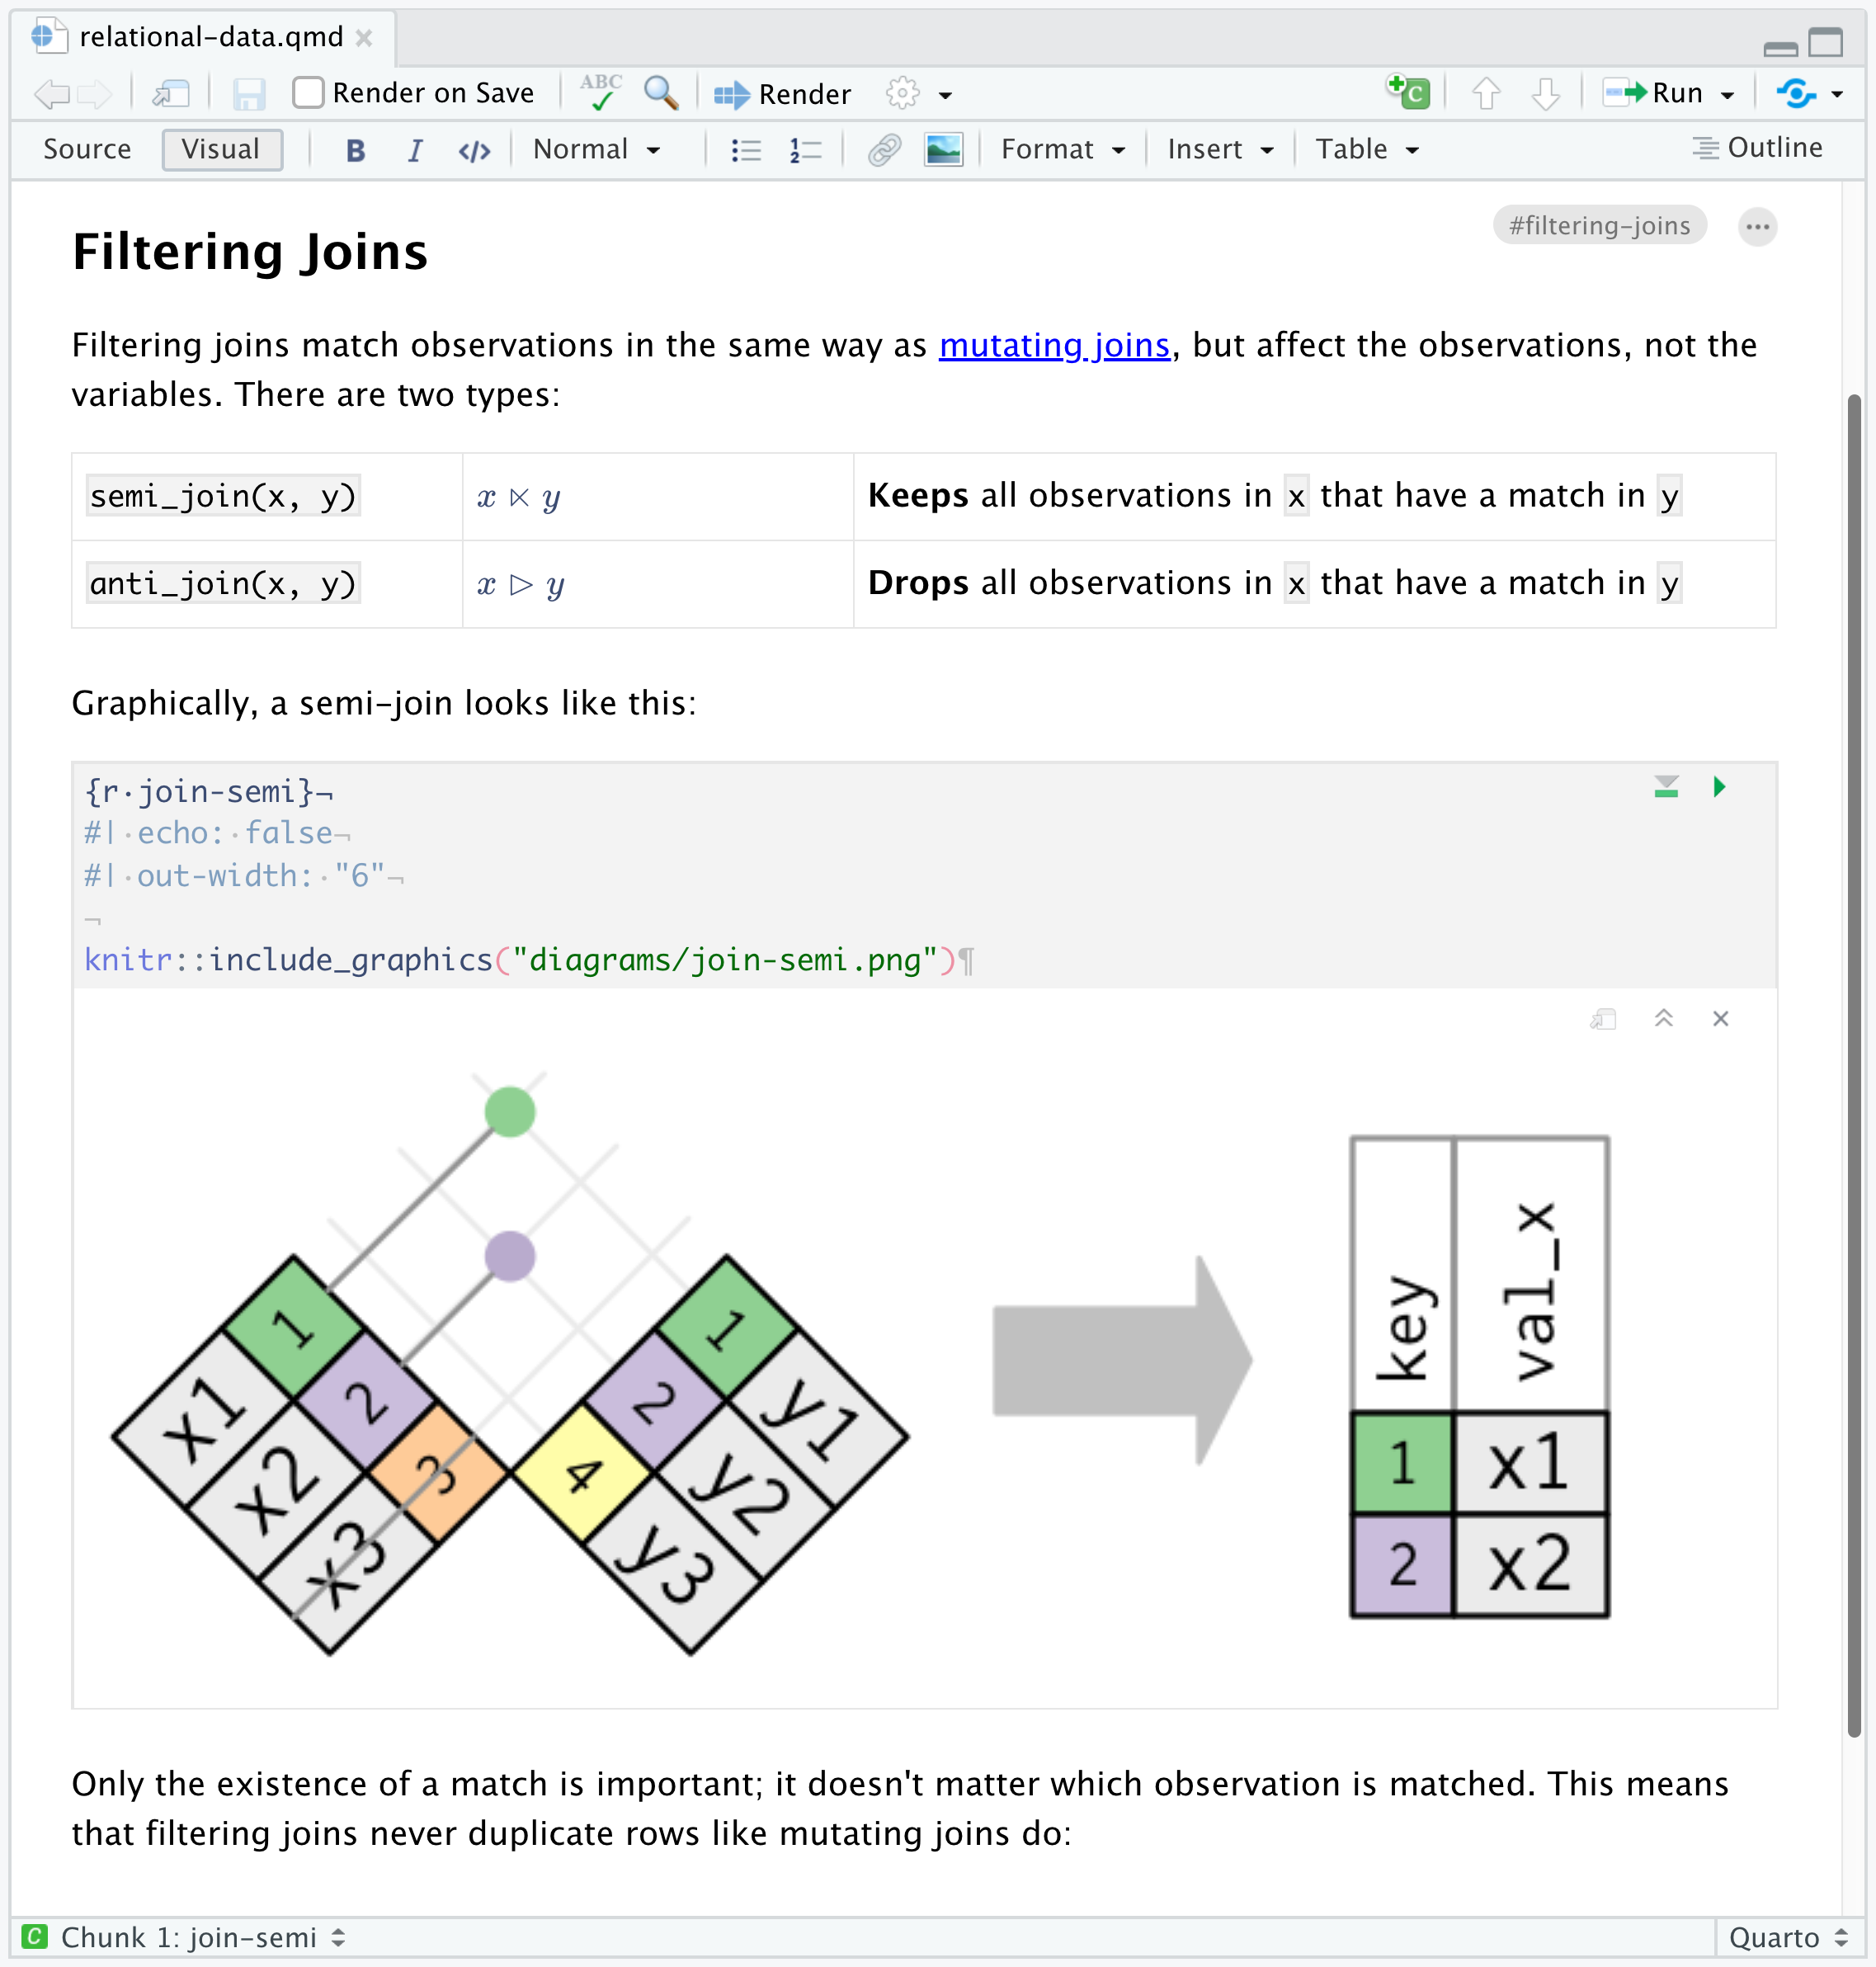 relational-data.qmd
Render on Save
ABC
Render
C
Run
Source
Visual
B
I
</>
Normal
1
2
Format
Insert
Table
Outline
Filtering Joins
#filtering-joins
Filtering joins match observations in the same way as mutating joins, but affect the observations, not the
variables. There are two types:
semi_join(x, y)
x ⋉ y
Keeps all observations in x that have a match in y
anti_join(x, y)
x ▷ y
Drops all observations in x that have a match in y
Graphically, a semi-join looks like this:
{r·join-semi}¬
#|·echo:·false¬
#|·out-width:·"6"¬
¬
knitr::include_graphics("diagrams/join-semi.png")¶
1
x1
2
x2
3
x3
1
y1
2
y2
4
y3
key
val_x
1
x1
2
x2
Only the existence of a match is important; it doesn't matter which observation is matched. This means
that filtering joins never duplicate rows like mutating joins do:
C
Chunk 1: join-semi
Quarto